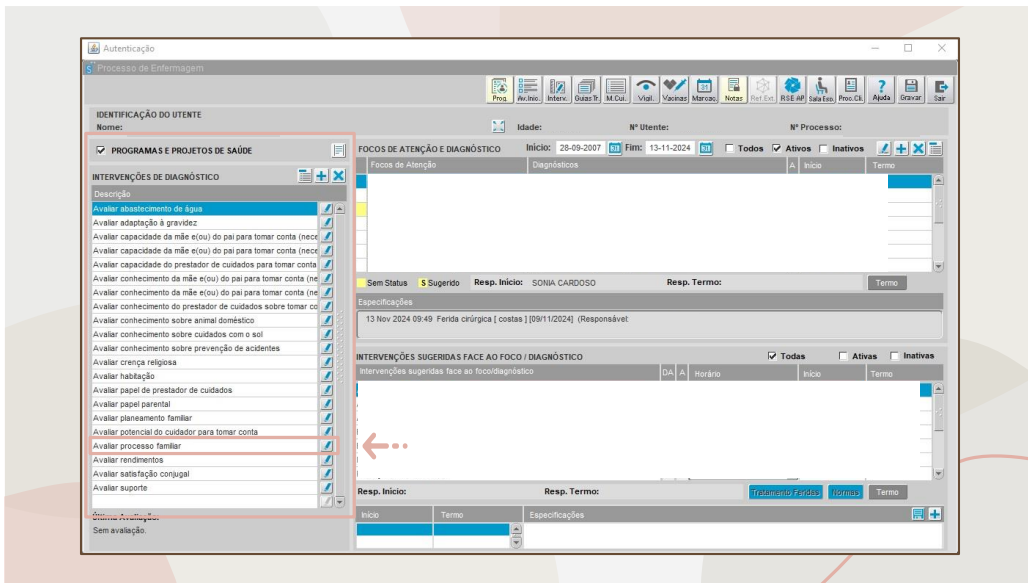 Autenticação
Processo de Enfermagem
Prog. Av.Inic. Interv. Guias Tr. M.Cui. Vigil. Vacinas Marcaç. Notas Ref.Ext. RSE AP Sala Esp. Proc.Clí. Ajuda Gravar Sair
IDENTIFICAÇÃO DO UTENTE
Nome: Idade: Nº Utente: Nº Processo:
PROGRAMAS E PROJETOS DE SAÚDE
INTERVENÇÕES DE DIAGNÓSTICO
Descrição
Avaliar abastecimento de água
Avaliar adaptação à gravidez
Avaliar capacidade da mãe e(ou) do pai para tomar conta (nece
Avaliar capacidade da mãe e(ou) do pai para tomar conta (nece
Avaliar capacidade do prestador de cuidados para tomar conta
Avaliar conhecimento da mãe e(ou) do pai para tomar conta (ne
Avaliar conhecimento da mãe e(ou) do pai para tomar conta (ne
Avaliar conhecimento do prestador de cuidados sobre tomar co
Avaliar conhecimento sobre animal doméstico
Avaliar conhecimento sobre cuidados com o sol
Avaliar conhecimento sobre prevenção de acidentes
Avaliar crença religiosa
Avaliar habitação
Avaliar papel de prestador de cuidados
Avaliar papel parental
Avaliar planeamento familiar
Avaliar potencial do cuidador para tomar conta
Avaliar processo familiar
Avaliar rendimentos
Avaliar satisfação conjugal
Avaliar suporte
Última Avaliação:
Sem avaliação.
FOCOS DE ATENÇÃO E DIAGNÓSTICO Início: 28-09-2007 Fim: 13-11-2024 Todos Ativos Inativos
Focos de Atenção Diagnósticos A Início Termo
Sem Status S Sugerido Resp. Início: SONIA CARDOSO Resp. Termo: Termo
Especificações
13 Nov 2024 09:49 Ferida cirúrgica [ costas ] [09/11/2024] (Responsável:
INTERVENÇÕES SUGERIDAS FACE AO FOCO / DIAGNÓSTICO Todas Ativas Inativas
Intervenções sugeridas face ao foco/diagnóstico DA A Horário Início Termo
Resp. Início: Resp. Termo: Tratamento Feridas Normas Termo
Início Termo Especificações